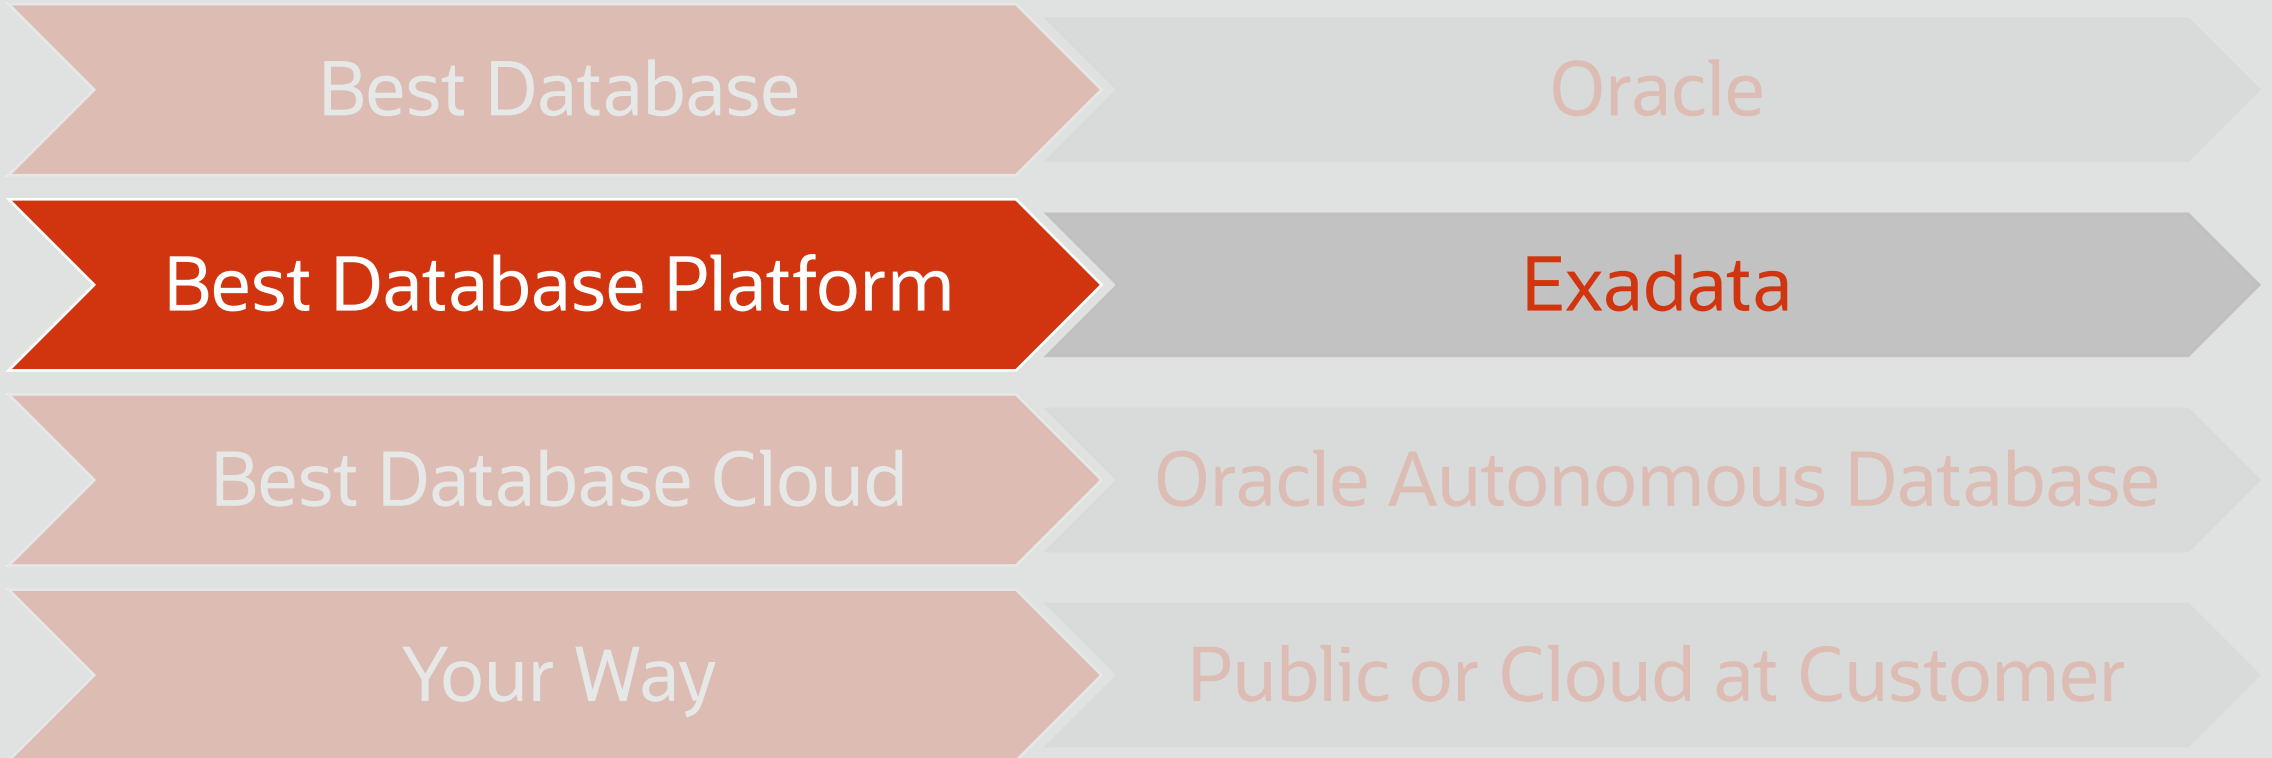 Best Database
Oracle
Best Database Platform
Exadata
Best Database Cloud
Oracle Autonomous Database
Your Way
Public or Cloud at Customer